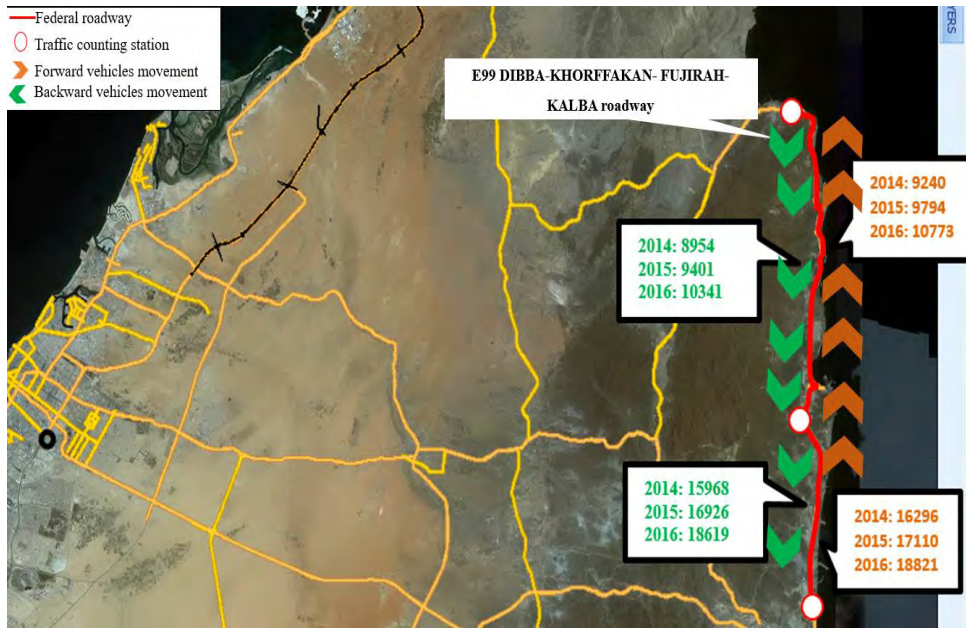 Federal roadway
Traffic counting station
Forward vehicles movement
Backward vehicles movement
YERS
E99 DIBBA-KHORFFAKAN- FUJIRAH-
KALBA roadway
2014: 9240
2015: 9794
2016: 10773
2014: 8954
2015: 9401
2016: 10341
2014: 15968
2015: 16926
2016: 18619
2014: 16296
2015: 17110
2016: 18821